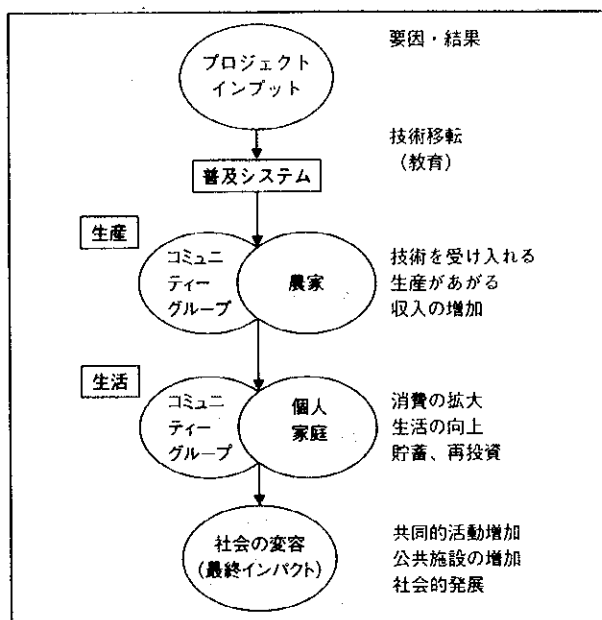 プロジェクト
インプット
要因・結果
技術移転
(教育)
普及システム
生産
コミュニ
ティー
グループ
農家
技術を受け入れる
生産があがる
収入の増加
生活
コミュニ
ティー
グループ
個人
家庭
消費の拡大
生活の向上
貯蓄、再投資
社会の変容
(最終インパクト)
共同的活動増加
公共施設の増加
社会的発展